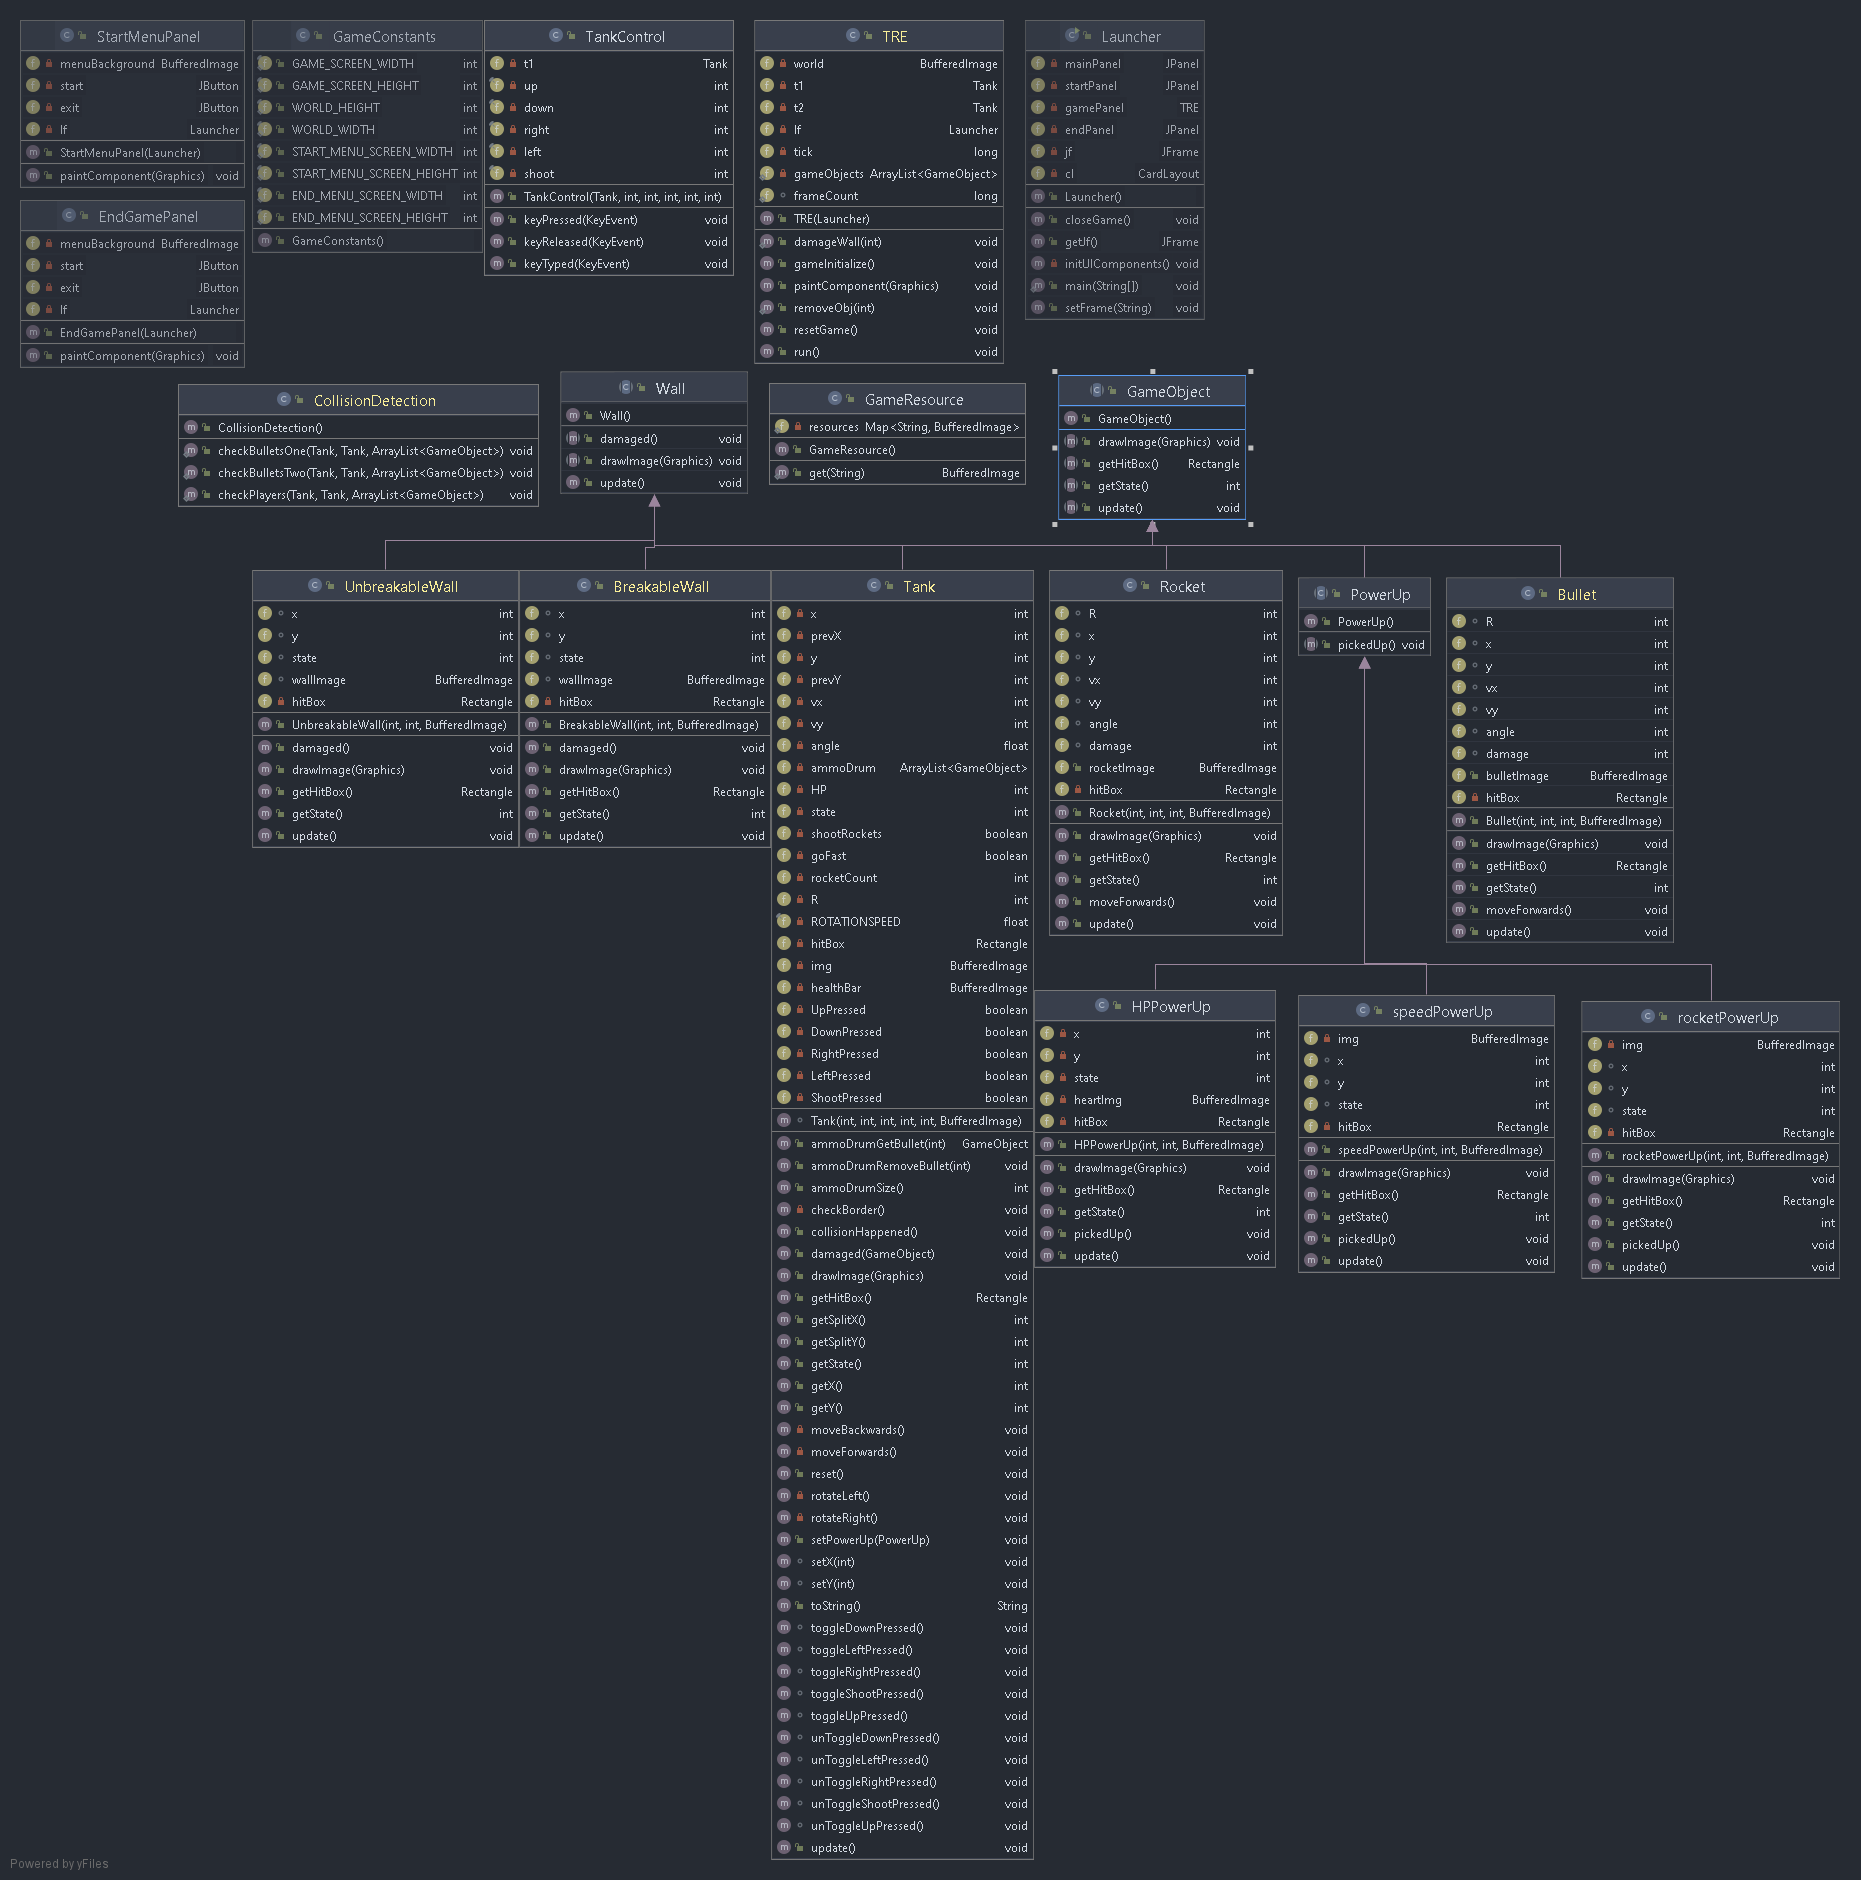 StartMenuPanel
menuBackground BufferedImage
start JButton
exit JButton
lf Launcher
StartMenuPanel(Launcher)
paintComponent(Graphics) void
GameConstants
GAME_SCREEN_WIDTH int
GAME_SCREEN_HEIGHT int
WORLD_HEIGHT int
WORLD_WIDTH int
START_MENU_SCREEN_WIDTH int
START_MENU_SCREEN_HEIGHT int
END_MENU_SCREEN_WIDTH int
END_MENU_SCREEN_HEIGHT int
GameConstants()
TankControl
t1 Tank
up int
down int
right int
left int
shoot int
TankControl(Tank, int, int, int, int, int)
keyPressed(KeyEvent) void
keyReleased(KeyEvent) void
keyTyped(KeyEvent) void
TRE
world BufferedImage
t1 Tank
t2 Tank
lf Launcher
tick long
gameObjects ArrayList<GameObject>
frameCount long
TRE(Launcher)
damageWall(int) void
gameInitialize() void
paintComponent(Graphics) void
removeObj(int) void
resetGame() void
run() void
Launcher
mainPanel JPanel
startPanel JPanel
gamePanel TRE
endPanel JPanel
jf JFrame
cl CardLayout
Launcher()
closeGame() void
getJf() JFrame
initUIComponents() void
main(String[]) void
setFrame(String) void
EndGamePanel
menuBackground BufferedImage
start JButton
exit JButton
lf Launcher
EndGamePanel(Launcher)
paintComponent(Graphics) void
CollisionDetection
CollisionDetection()
checkBulletsOne(Tank, Tank, ArrayList<GameObject>) void
checkBulletsTwo(Tank, Tank, ArrayList<GameObject>) void
checkPlayers(Tank, Tank, ArrayList<GameObject>) void
Wall
Wall()
damaged() void
drawImage(Graphics) void
update() void
GameResource
resources Map<String, BufferedImage>
GameResource()
get(String) BufferedImage
GameObject
GameObject()
drawImage(Graphics) void
getHitBox() Rectangle
getState() int
update() void
UnbreakableWall
x int
y int
state int
wallImage BufferedImage
hitBox Rectangle
UnbreakableWall(int, int, BufferedImage)
damaged() void
drawImage(Graphics) void
getHitBox() Rectangle
getState() int
update() void
BreakableWall
x int
y int
state int
wallImage BufferedImage
hitBox Rectangle
BreakableWall(int, int, BufferedImage)
damaged() void
drawImage(Graphics) void
getHitBox() Rectangle
getState() int
update() void
Tank
x int
prevX int
y int
prevY int
vx int
vy int
angle float
ammoDrum ArrayList<GameObject>
HP int
state int
shootRockets boolean
goFast boolean
rocketCount int
R int
ROTATIONSPEED float
hitBox Rectangle
img BufferedImage
healthBar BufferedImage
UpPressed boolean
DownPressed boolean
RightPressed boolean
LeftPressed boolean
ShootPressed boolean
Tank(int, int, int, int, int, BufferedImage)
ammoDrumGetBullet(int) GameObject
ammoDrumRemoveBullet(int) void
ammoDrumSize() int
checkBorder() void
collisionHappened() void
damaged(GameObject) void
drawImage(Graphics) void
getHitBox() Rectangle
getSplitX() int
getSplitY() int
getState() int
getX() int
getY() int
moveBackwards() void
moveForwards() void
reset() void
rotateLeft() void
rotateRight() void
setPowerUp(PowerUp) void
setX(int) void
setY(int) void
toString() String
toggleDownPressed() void
toggleLeftPressed() void
toggleRightPressed() void
toggleShootPressed() void
toggleUpPressed() void
unToggleDownPressed() void
unToggleLeftPressed() void
unToggleRightPressed() void
unToggleShootPressed() void
unToggleUpPressed() void
update() void
Rocket
R int
x int
y int
vx int
vy int
angle int
damage int
rocketImage BufferedImage
hitBox Rectangle
Rocket(int, int, int, BufferedImage)
drawImage(Graphics) void
getHitBox() Rectangle
getState() int
moveForwards() void
update() void
PowerUp
PowerUp()
pickedUp() void
Bullet
R int
x int
y int
vx int
vy int
angle int
damage int
bulletImage BufferedImage
hitBox Rectangle
Bullet(int, int, int, BufferedImage)
drawImage(Graphics) void
getHitBox() Rectangle
getState() int
moveForwards() void
update() void
HPPowerUp
x int
y int
state int
heartImg BufferedImage
hitBox Rectangle
HPPowerUp(int, int, BufferedImage)
drawImage(Graphics) void
getHitBox() Rectangle
getState() int
pickedUp() void
update() void
speedPowerUp
img BufferedImage
x int
y int
state int
hitBox Rectangle
speedPowerUp(int, int, BufferedImage)
drawImage(Graphics) void
getHitBox() Rectangle
getState() int
pickedUp() void
update() void
rocketPowerUp
img BufferedImage
x int
y int
state int
hitBox Rectangle
rocketPowerUp(int, int, BufferedImage)
drawImage(Graphics) void
getHitBox() Rectangle
getState() int
pickedUp() void
update() void
Powered by yFiles